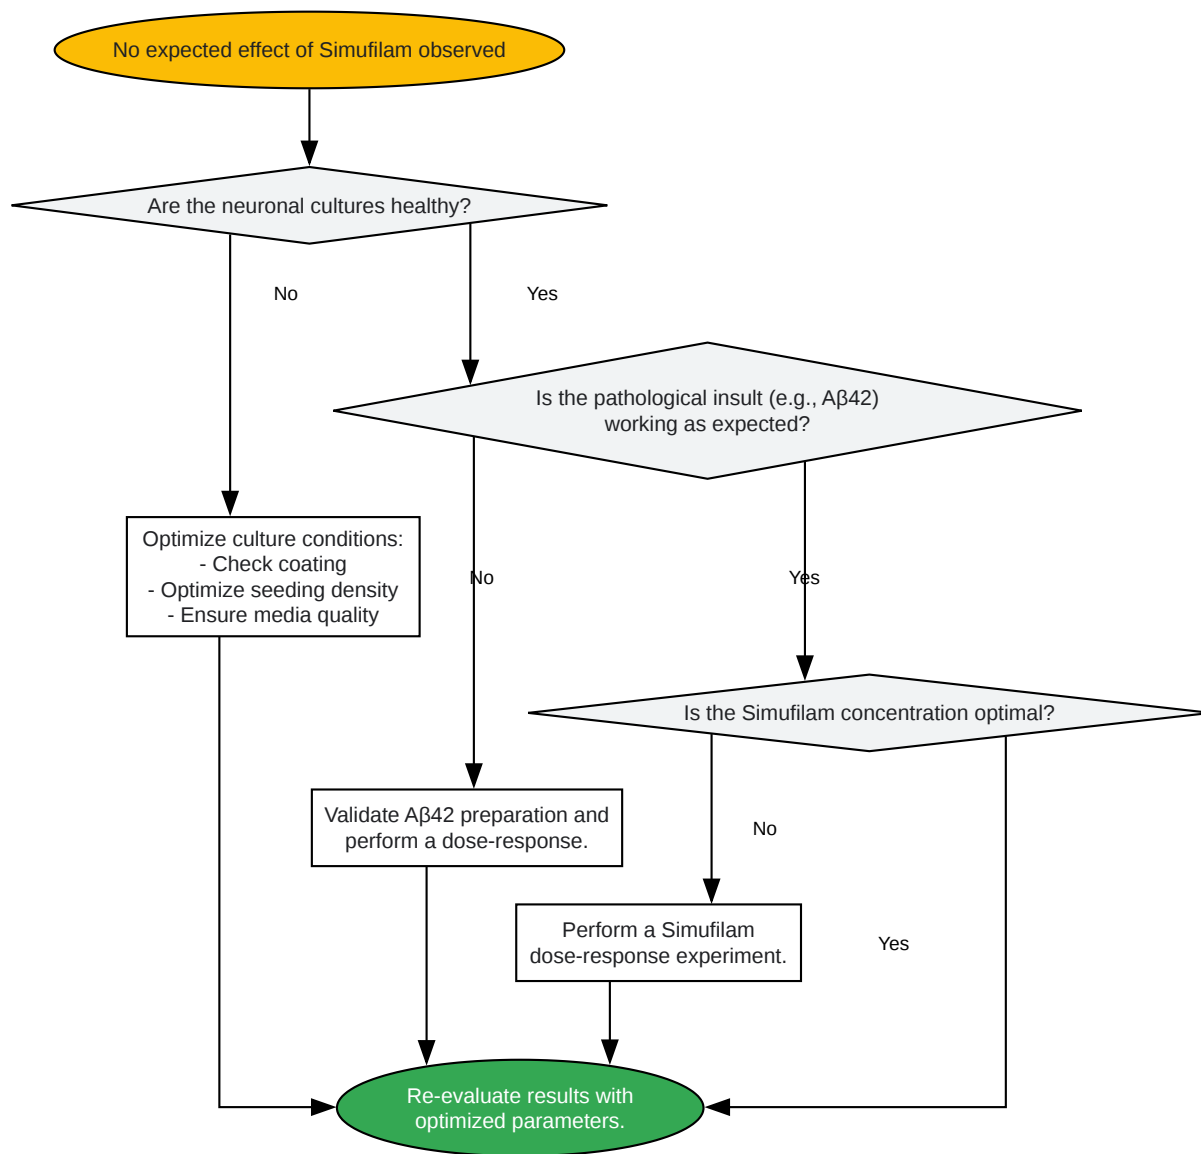 No expected effect of Simufilam observed
Are the neuronal cultures healthy?
No
Yes
Is the pathological insult (e.g., Aβ42)
working as expected?
Optimize culture conditions:
- Check coating
- Optimize seeding density
- Ensure media quality
No
Yes
Is the Simufilam concentration optimal?
Validate Aβ42 preparation and
perform a dose-response.
No
Perform a Simufilam
dose-response experiment.
Yes
Re-evaluate results with
optimized parameters.